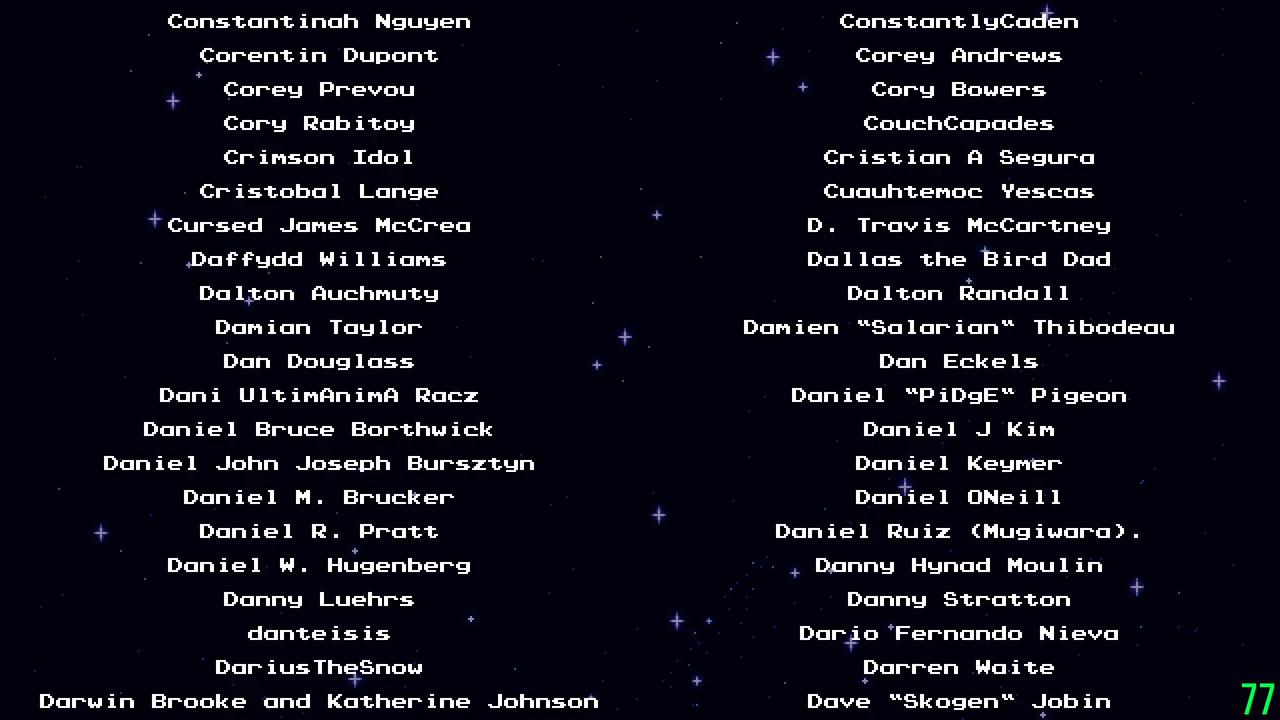 Constantinah Nguyen
ConstantlyCaden
Corentin Dupont
Corey Andrews
Corey Prevou
Cory Bowers
Cory Rabitoy
CouchCapades
Crimson Idol
Cristian A Segura
Cristobal Lange
Cuauhtemoc Yescas
Cursed James McCrea
D. Travis McCartney
Daffydd Williams
Dallas the Bird Dad
Dalton Auchmuty
Dalton Randall
Damian Taylor
Damien "Salarian" Thibodeau
Dan Douglass
Dan Eckels
Dani UltimAnimA Racz
Daniel "PiDgE" Pigeon
Daniel Bruce Borthwick
Daniel J Kim
Daniel John Joseph Bursztyn
Daniel Keymer
Daniel M. Brucker
Daniel ONeill
Daniel R. Pratt
Daniel Ruiz (Mugiwara).
Daniel W. Hugenberg
Danny Hynad Moulin
Danny Luehrs
Danny Stratton
danteisis
Dario Fernando Nieva
DariusTheSnow
Darren Waite
Darwin Brooke and Katherine Johnson
Dave "Skogen" Jobin
77